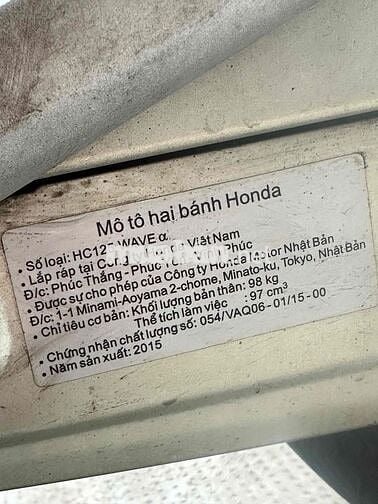 Mô tô hai bánh Honda
• Số loại: HC12 WAVE α
• Lắp ráp tại Việt Nam
Đ/c: Phúc Thắng - Phúc Phúc
• Được sự cho phép của Công ty Honda Motor Nhật Bản
Đ/c: 1-1 Minami-Aoyama 2-chome, Minato-ku, Tokyo, Nhật Bản
• Chỉ tiêu cơ bản: Khối lượng bản thân: 98 kg
Thể tích làm việc : 97 cm³
• Chứng nhận chất lượng số: 054/VAQ06-01/15-00
• Năm sản xuất: 2015